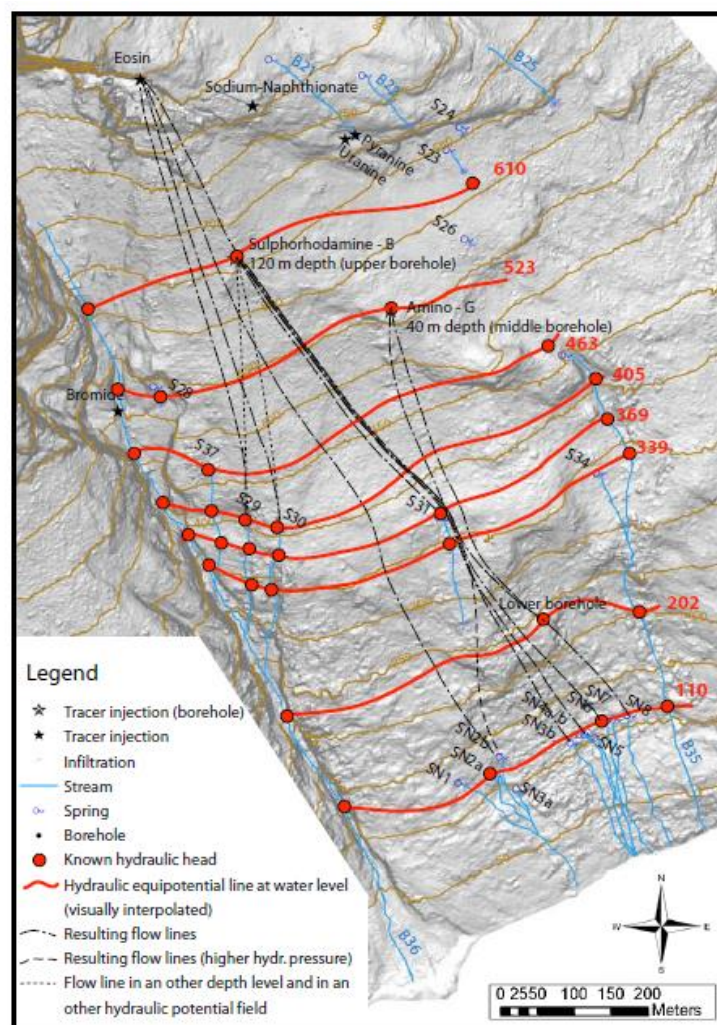 Eosin
Sodium-Naphthionate
B21
B22
B25
S24
S23
Pyranine
Uranine
610
S26
Sulphorhodamine - B
120 m depth (upper borehole)
523
Amino - G
40 m depth (middle borehole)
463
405
369
339
Bromide
S28
S37
S29
S30
S31
S34
Lower borehole
202
110
SN1
SN2a
SN2b
SN3a
SN3b
SN4a/b
SN5
SN6
SN7
SN8
B35
B36
Legend
Tracer injection (borehole)
Tracer injection
Infiltration
Stream
Spring
Borehole
Known hydraulic head
Hydraulic equipotential line at water level
(visually interpolated)
Resulting flow lines
Resulting flow lines (higher hydr. pressure)
Flow line in an other depth level and in an
other hydraulic potential field
N
W E
S
0 25 50 100 150 200
Meters